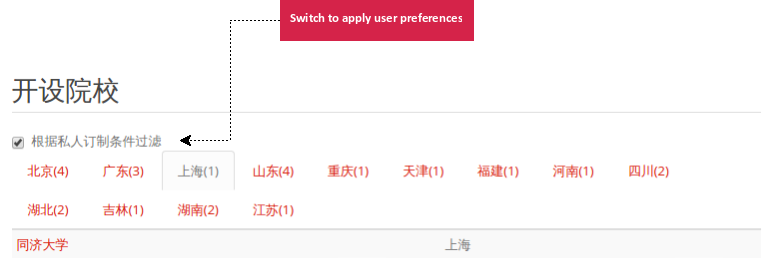 Switch to apply user preferences
开设院校
根据私人订制条件过滤
北京(4) 广东(3) 上海(1) 山东(4) 重庆(1) 天津(1) 福建(1) 河南(1) 四川(2)
湖北(2) 吉林(1) 湖南(2) 江苏(1)
同济大学 上海